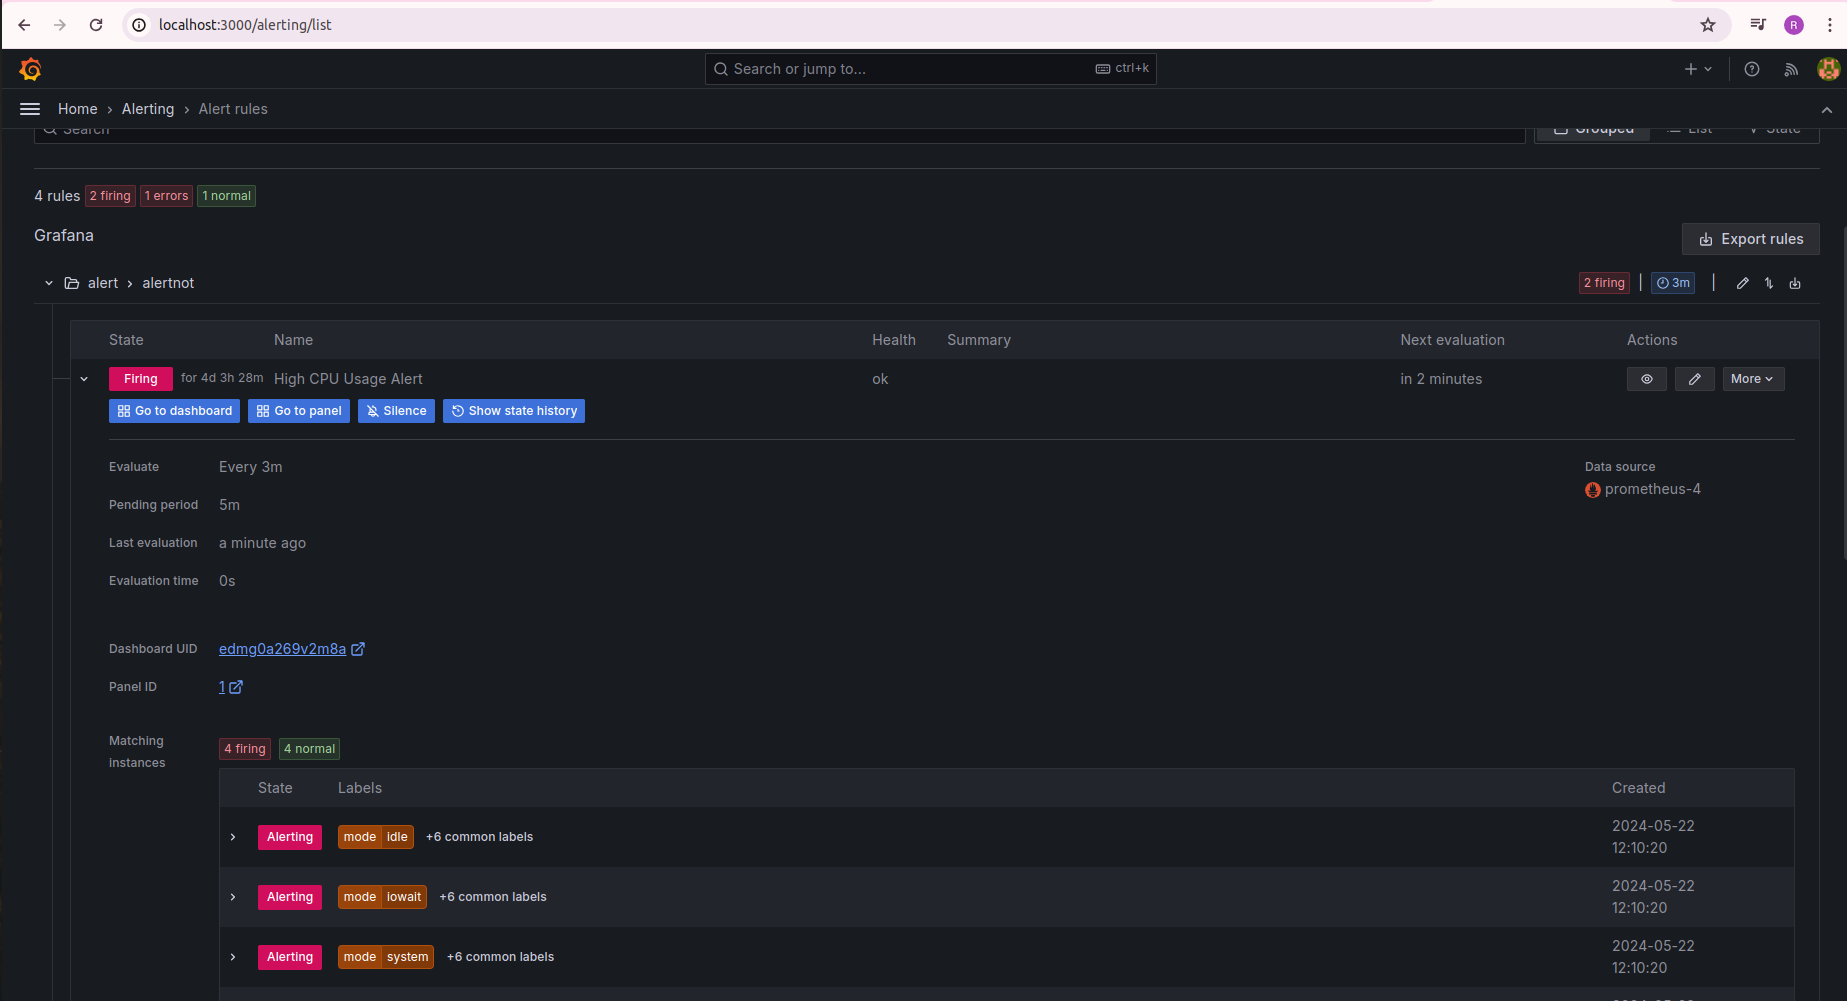 localhost:3000/alerting/list
R
Search or jump to...
ctrl+k
Home > Alerting > Alert rules
Search
Grouped
List
State
4 rules 2 firing 1 errors 1 normal
Grafana
Export rules
alert > alertnot
2 firing
3m
State Name Health Summary Next evaluation Actions
Firing for 4d 3h 28m High CPU Usage Alert ok in 2 minutes More
Go to dashboard Go to panel Silence Show state history
Evaluate Every 3m
Data source
prometheus-4
Pending period 5m
Last evaluation a minute ago
Evaluation time 0s
Dashboard UID edmg0a269v2m8a
Panel ID 1
Matching instances
4 firing 4 normal
State Labels Created
Alerting mode idle +6 common labels 2024-05-22 12:10:20
Alerting mode iowait +6 common labels 2024-05-22 12:10:20
Alerting mode system +6 common labels 2024-05-22 12:10:20